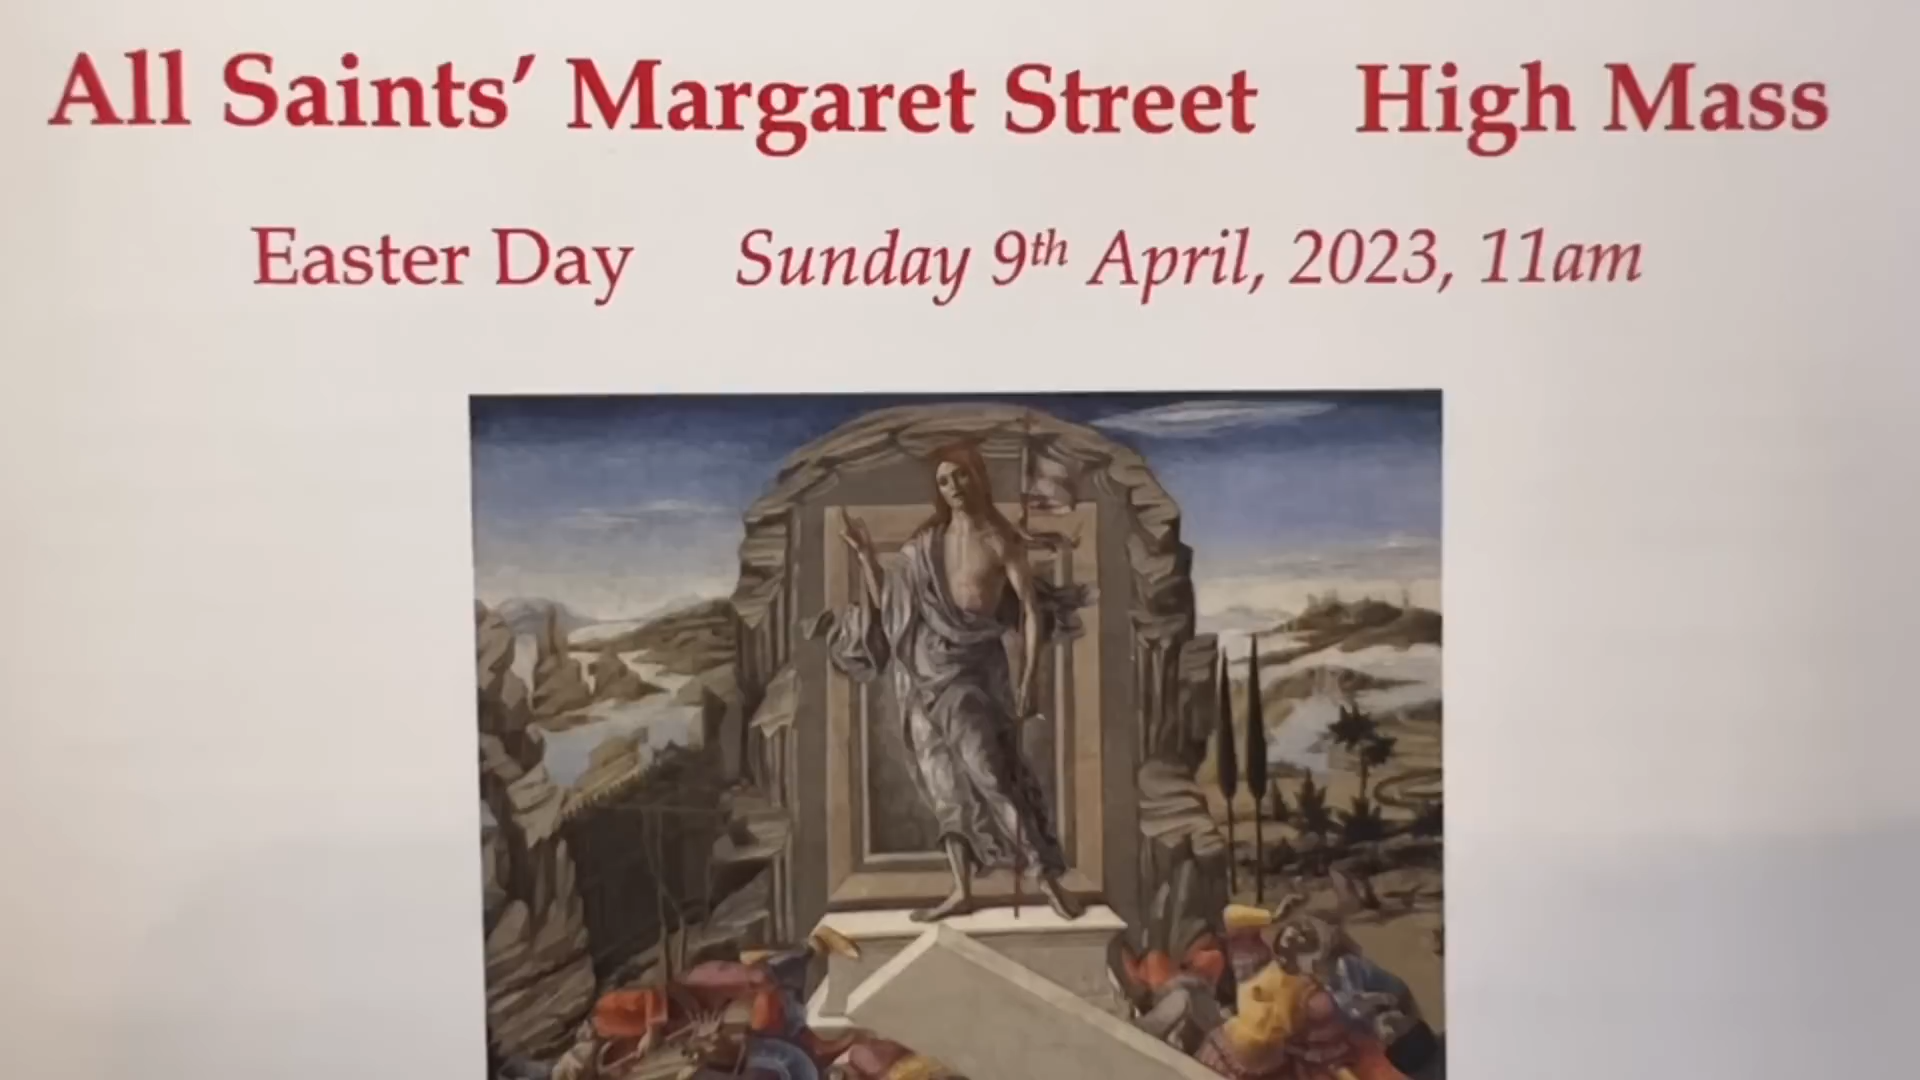 All Saints’ Margaret Street High Mass
Easter Day Sunday 9th April, 2023, 11am